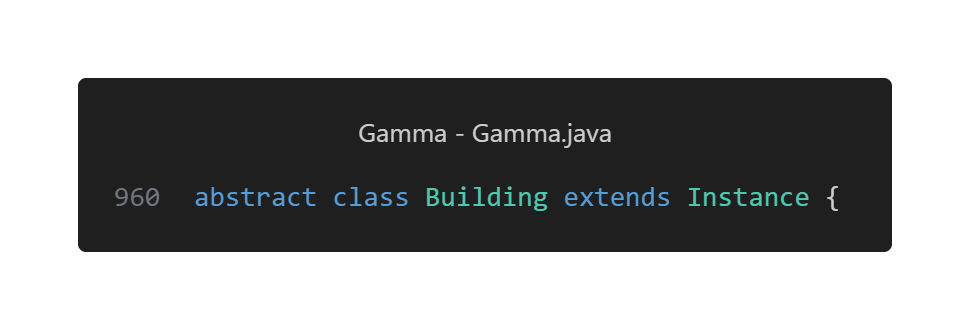 Gamma - Gamma.java
960 abstract class Building extends Instance {